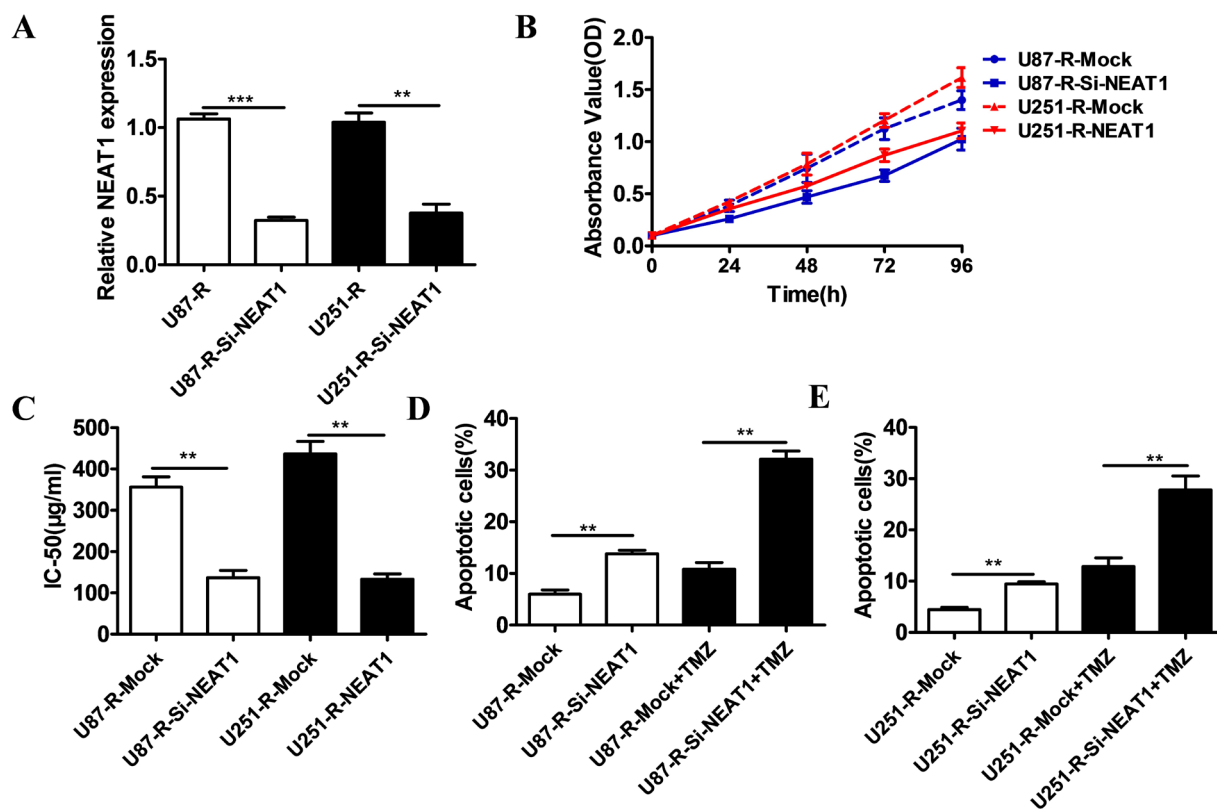 A
Relative NEAT1 expression
1.5
1.0
0.5
0.0
***
**
U87-R
U87-R-Si-NEAT1
U251-R
U251-R-Si-NEAT1
B
Absorbance Value(OD)
2.0
1.5
1.0
0.5
0.0
0
24
48
72
96
Time(h)
U87-R-Mock
U87-R-Si-NEAT1
U251-R-Mock
U251-R-NEAT1
C
IC-50(μg/ml)
500
400
300
200
100
0
**
**
U87-R-Mock
U87-R-Si-NEAT1
U251-R-Mock
U251-R-NEAT1
D
Apoptotic cells(%)
40
30
20
10
0
**
**
U87-R-Mock
U87-R-Si-NEAT1
U87-R-Mock+TMZ
U87-R-Si-NEAT1+TMZ
E
Apoptotic cells(%)
40
30
20
10
0
**
**
U251-R-Mock
U251-R-Si-NEAT1
U251-R-Mock+TMZ
U251-R-Si-NEAT1+TMZ